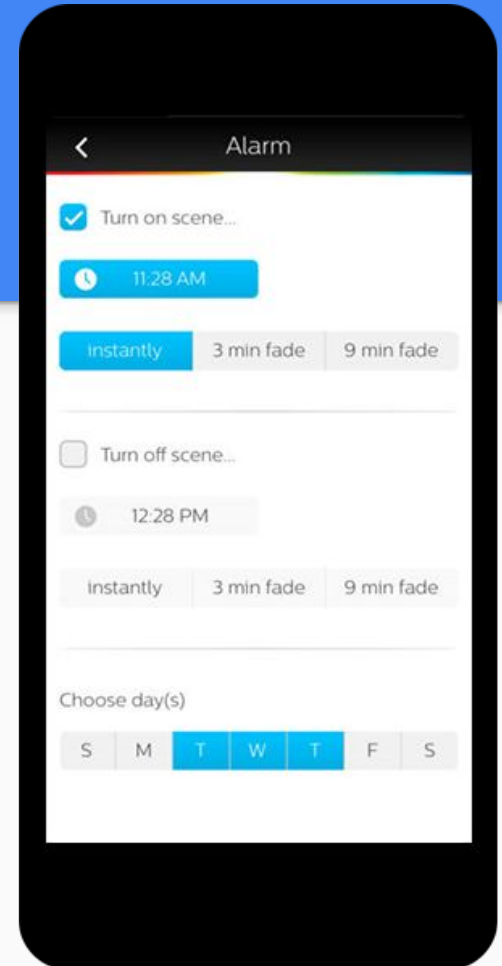 Alarm
Turn on scene...
11:28 AM
instantly 3 min fade 9 min fade
Turn off scene...
12:28 PM
instantly 3 min fade 9 min fade
Choose day(s)
S M T W T F S